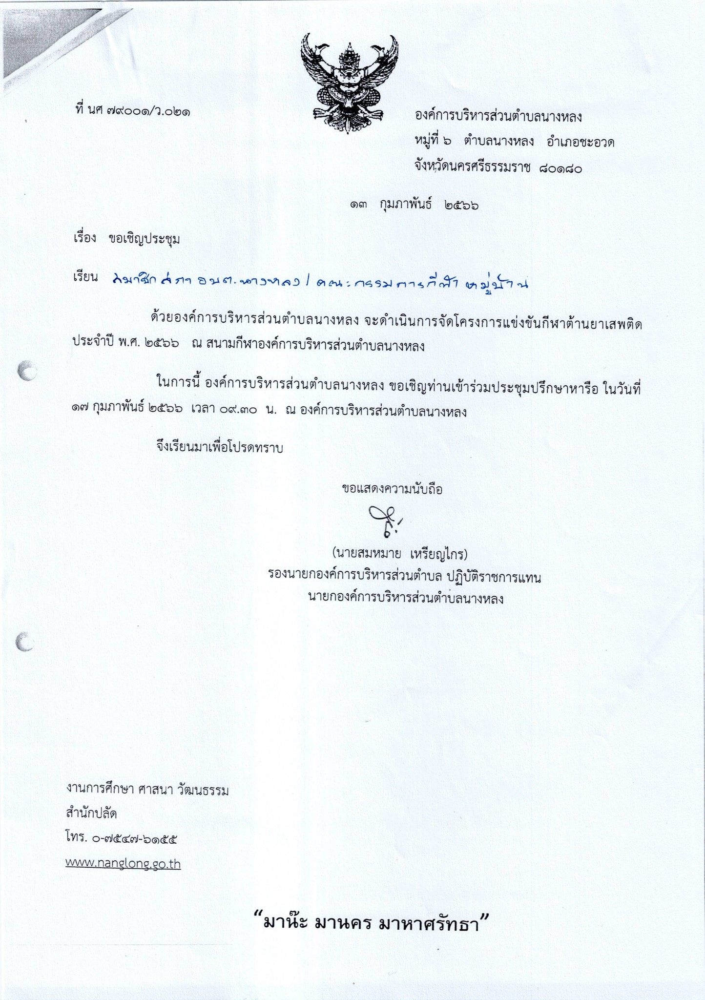 ที่ นศ ๗๙๐๐๑/ว.๐๒๑
องค์การบริหารส่วนตำบลนางหลง
หมู่ที่ ๖ ตำบลนางหลง อำเภอชะอวด
จังหวัดนครศรีธรรมราช ๘๐๑๘๐
๑๓ กุมภาพันธ์ ๒๕๖๖
เรื่อง ขอเชิญประชุม
เรียน สมาชิกสภา อบต.นางหลง/คณะกรรมการกีฬาหมู่บ้าน
ด้วยองค์การบริหารส่วนตำบลนางหลง จะดำเนินการจัดโครงการแข่งขันกีฬาต้านยาเสพติด
ประจำปี พ.ศ. ๒๕๖๖ ณ สนามกีฬาองค์การบริหารส่วนตำบลนางหลง
ในการนี้ องค์การบริหารส่วนตำบลนางหลง ขอเชิญท่านเข้าร่วมประชุมปรึกษาหารือ ในวันที่
๑๗ กุมภาพันธ์ ๒๕๖๖ เวลา ๐๙.๓๐ น. ณ องค์การบริหารส่วนตำบลนางหลง
จึงเรียนมาเพื่อโปรดทราบ
ขอแสดงความนับถือ
(นายสมหมาย เหรียญไกร)
รองนายกองค์การบริหารส่วนตำบล ปฏิบัติราชการแทน
นายกองค์การบริหารส่วนตำบลนางหลง
งานการศึกษา ศาสนา วัฒนธรรม
สำนักปลัด
โทร. ๐-๗๕๔๗-๖๑๕๕
www.nanglong.go.th
“มาน๊ะ มานคร มาหาศรัทธา”